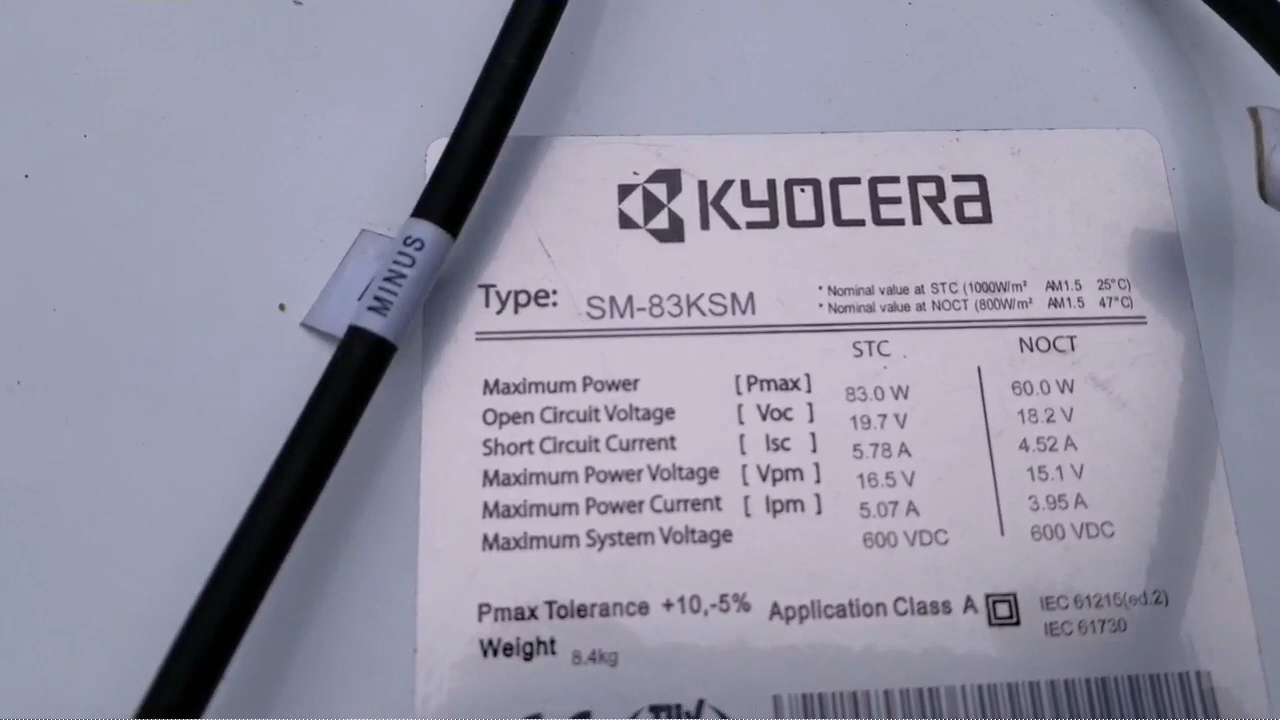 KYOCERA
MINUS
Type: SM-83KSM
* Nominal value at STC (1000W/m² AM1.5 25°C)
* Nominal value at NOCT (800W/m² AM1.5 47°C)
STC NOCT
Maximum Power [ Pmax ] 83.0 W 60.0 W
Open Circuit Voltage [ Voc ] 19.7 V 18.2 V
Short Circuit Current [ Isc ] 5.78 A 4.52 A
Maximum Power Voltage [ Vpm ] 16.5 V 15.1 V
Maximum Power Current [ Ipm ] 5.07 A 3.95 A
Maximum System Voltage 600 VDC 600 VDC
Pmax Tolerance +10,-5% Application Class A IEC 61215(ed.2)
IEC 61730
Weight 8.4kg